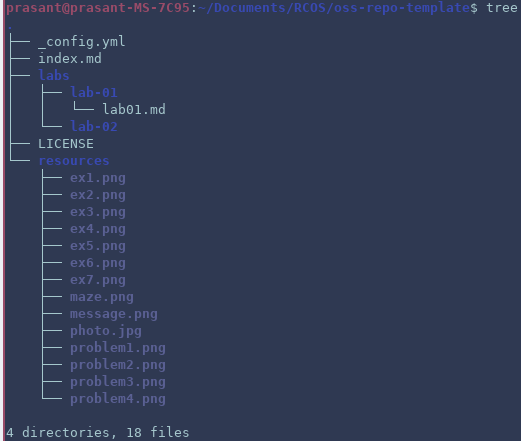 prasant@prasant-MS-7C95:~/Documents/RCOS/oss-repo-template$ tree
.
├── _config.yml
├── index.md
├── labs
│   ├── lab-01
│   │   └── lab01.md
│   └── lab-02
├── LICENSE
└── resources
    ├── ex1.png
    ├── ex2.png
    ├── ex3.png
    ├── ex4.png
    ├── ex5.png
    ├── ex6.png
    ├── ex7.png
    ├── maze.png
    ├── message.png
    ├── photo.jpg
    ├── problem1.png
    ├── problem2.png
    ├── problem3.png
    └── problem4.png
4 directories, 18 files